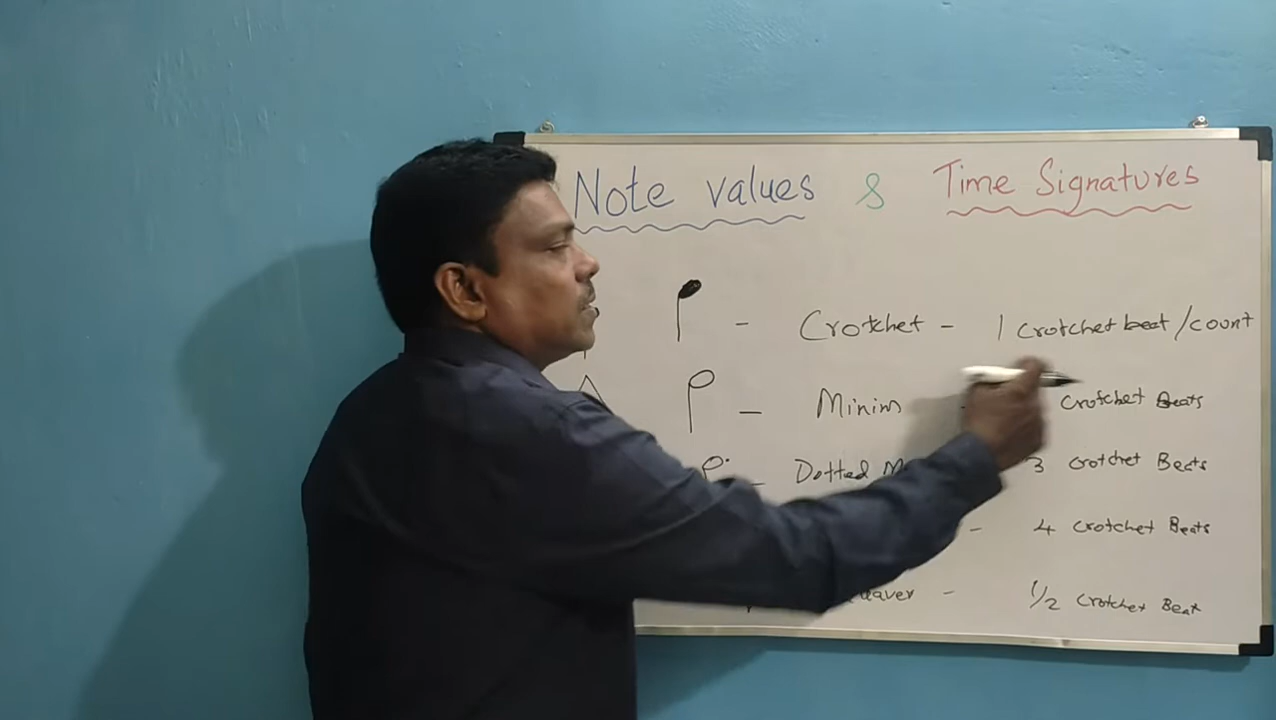 Note values & Time Signatures
- Crotchet - 1 crotchet beat/count
- Minim - crotchet Beats
- Dotted 3 crotchet Beats
- 4 crotchet Beats
- 1/2 crotchet Beat